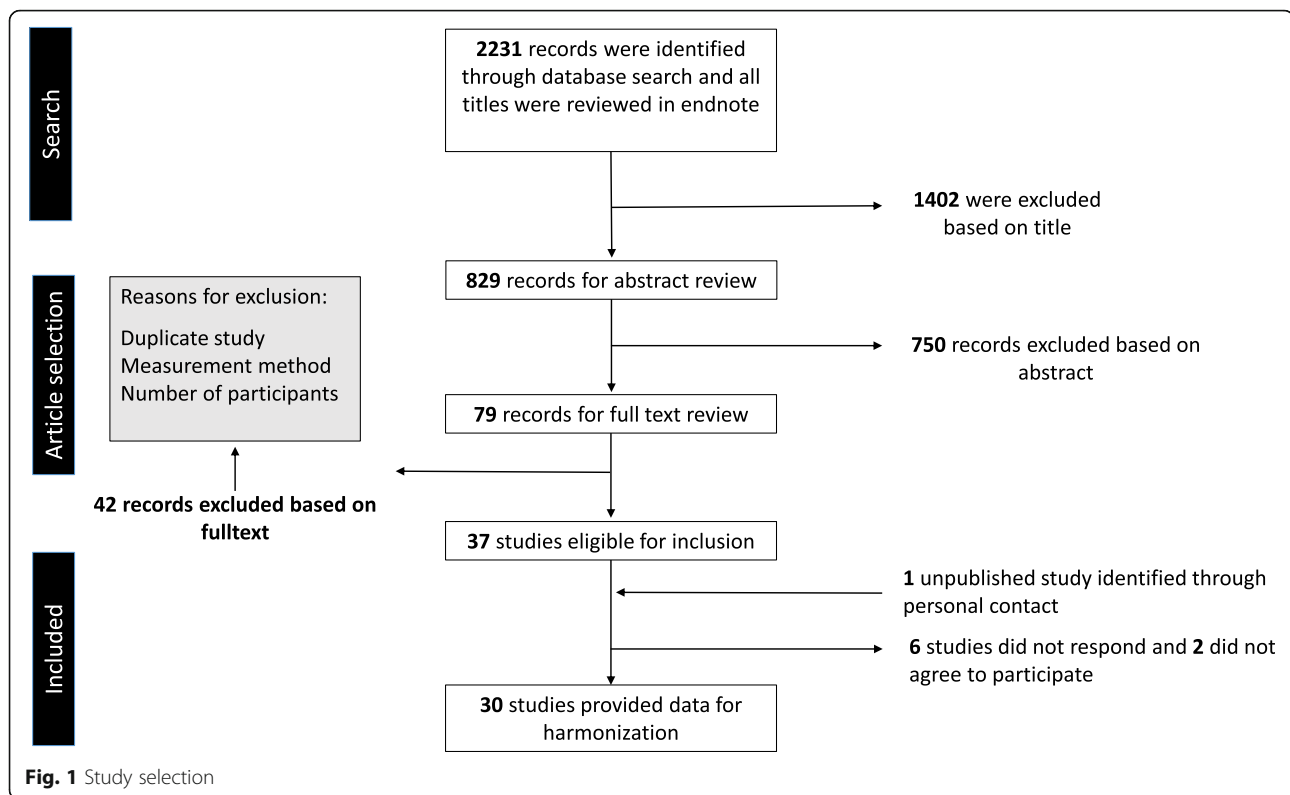 Search
2231 records were identified
through database search and all
titles were reviewed in endnote
1402 were excluded
based on title
Article selection
829 records for abstract review
Reasons for exclusion:
Duplicate study
Measurement method
Number of participants
750 records excluded based on
abstract
79 records for full text review
42 records excluded based on
fulltext
37 studies eligible for inclusion
Included
1 unpublished study identified through
personal contact
6 studies did not respond and 2 did not
agree to participate
30 studies provided data for
harmonization
Fig. 1 Study selection